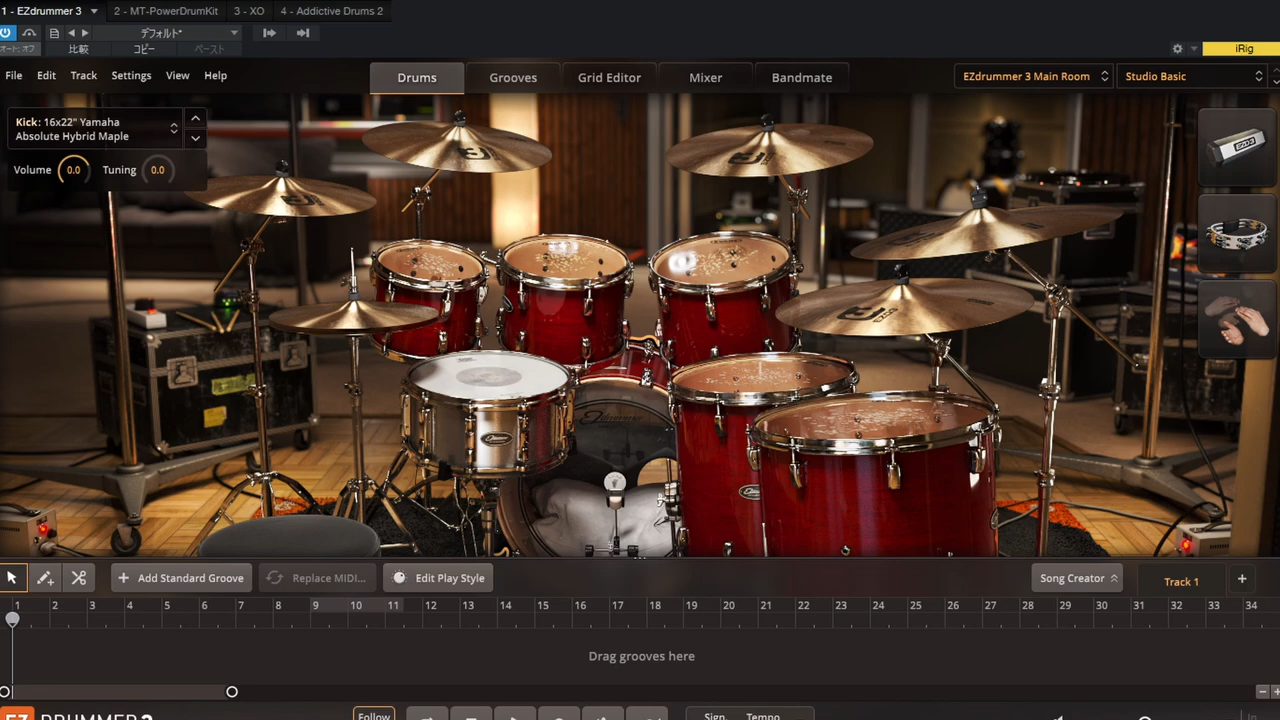 1 - EZdrummer 3
2 - MT-PowerDrumKit
3 - XO
4 - Addictive Drums 2
デフォルト*
オート: オフ
比較
コピー
ペースト
iRig
File
Edit
Track
Settings
View
Help
Drums
Grooves
Grid Editor
Mixer
Bandmate
EZdrummer 3 Main Room
Studio Basic
Kick: 16x22" Yamaha
Absolute Hybrid Maple
Volume
0.0
Tuning
0.0
EZD3
Add Standard Groove
Replace MIDI...
Edit Play Style
Song Creator
Track 1
1 2 3 4 5 6 7 8 9 10 11 12 13 14 15 16 17 18 19 20 21 22 23 24 25 26 27 28 29 30 31 32 33 34
Drag grooves here
EZ DRUMMER 3
Follow
Sign.
Tempo